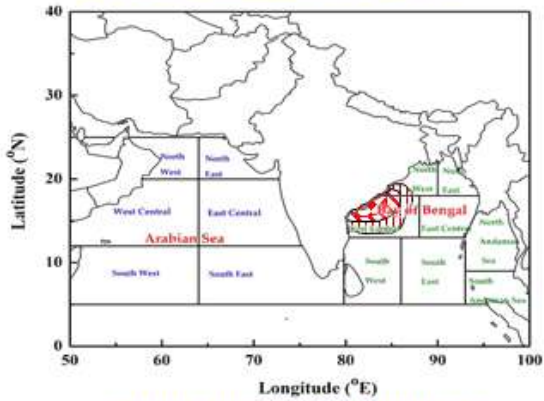 40
30
20
10
0
Latitude (°N)
North
West
North
East
West Central
East Central
Arabian Sea
South West
South East
North
West
North
East
Bay of Bengal
East Central
North
Andaman
Sea
South
West
South
East
South
Andaman Sea
50 60 70 80 90 100
Longitude (°E)